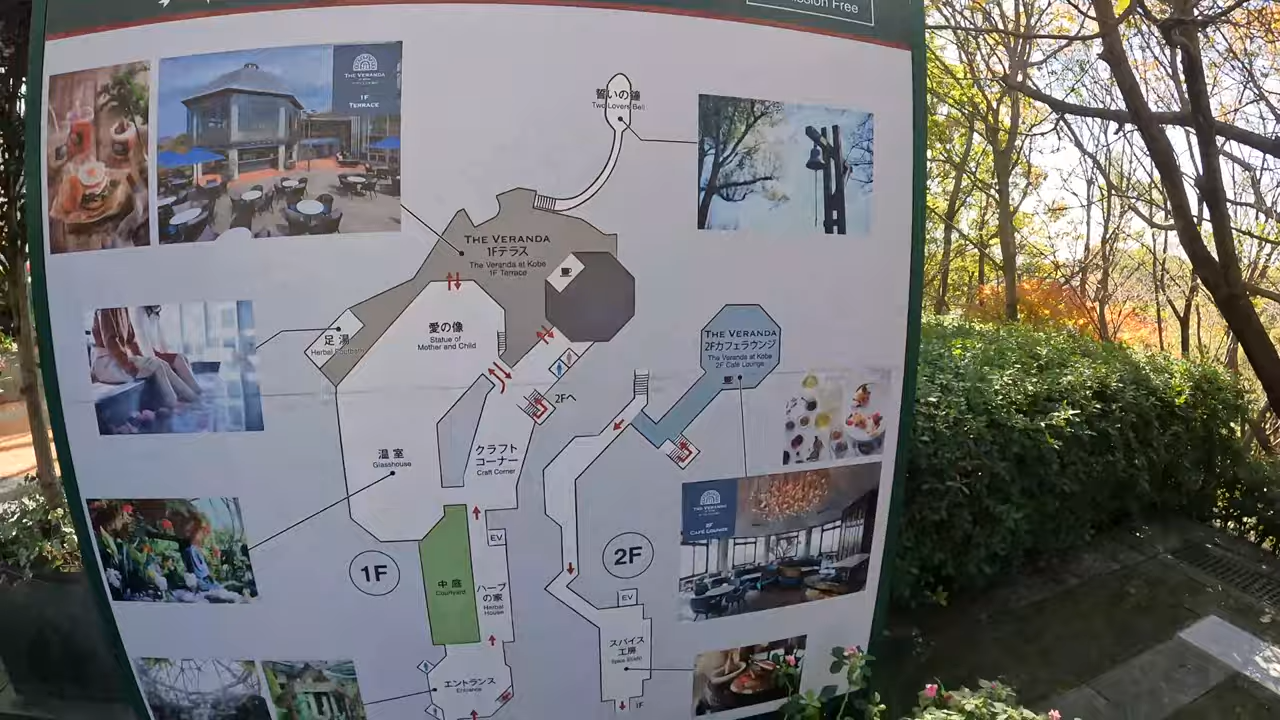 Free
THE VERANDA
1F
TERRACE
誓いの鐘
Two Lovers Bell
THE VERANDA
1Fテラス
The Veranda at Kobe
1F Terrace
愛の像
Statue of
Mother and Child
足湯
Herbal Footbath
THE VERANDA
2Fカフェラウンジ
The Veranda at Kobe
2F Café Lounge
2Fへ
温室
Glasshouse
クラフト
コーナー
Craft Corner
THE VERANDA
2F
CAFÉ LOUNGE
EV
1F
2F
中庭
Courtyard
ハーブ
の家
Herbal
House
EV
スパイス
工房
エントランス
Entrance
1F